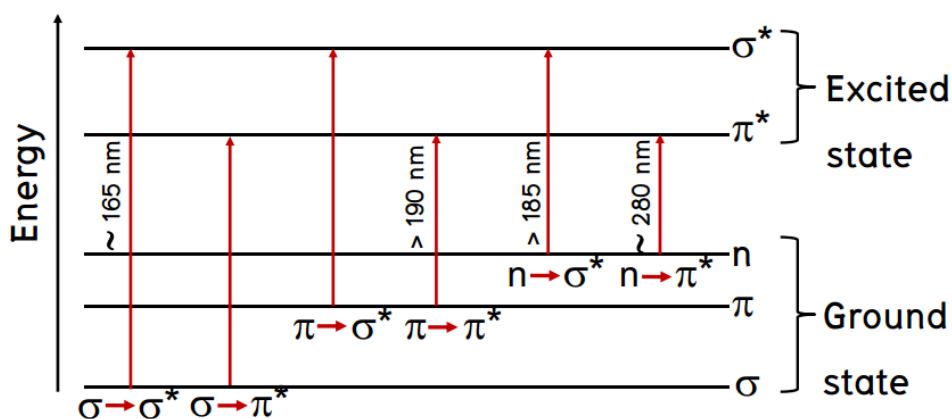 Energy
σ*
π*
n
π
σ
Excited
state
Ground
state
~ 165 nm
> 190 nm
> 185 nm
~ 280 nm
n→σ*
n→π*
π→σ*
π→π*
σ→σ*
σ→π*